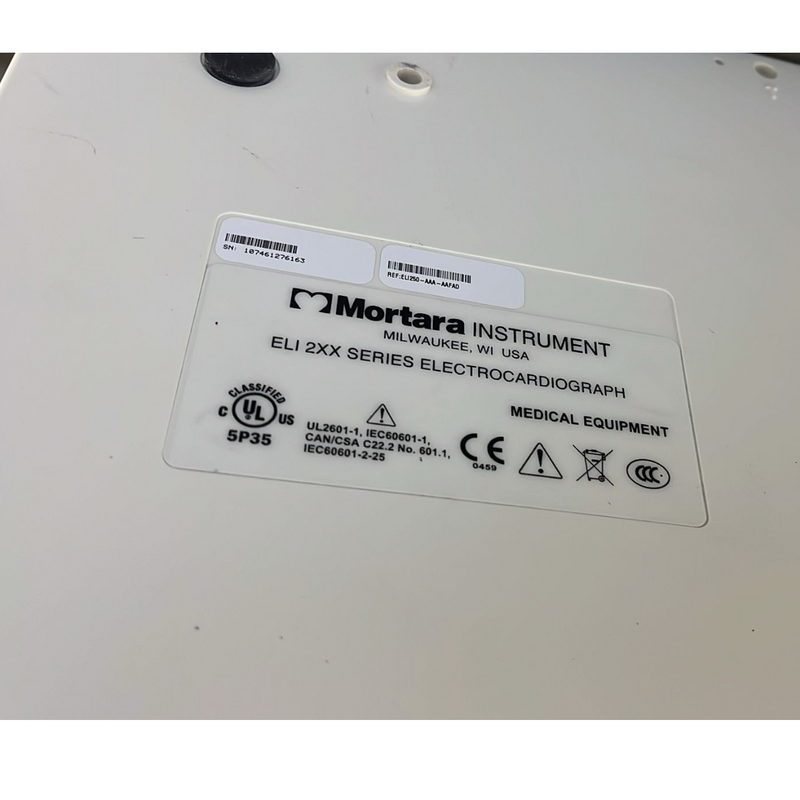 SN: 107461276163
REF:ELI250-AAA-AAFAD
Mortara INSTRUMENT
MILWAUKEE, WI USA
ELI 2XX SERIES ELECTROCARDIOGRAPH
MEDICAL EQUIPMENT
CLASSIFIED
C UL US
5P35
UL2601-1, IEC60601-1,
CAN/CSA C22.2 No. 601.1,
IEC60601-2-25
CE
0459
CCC